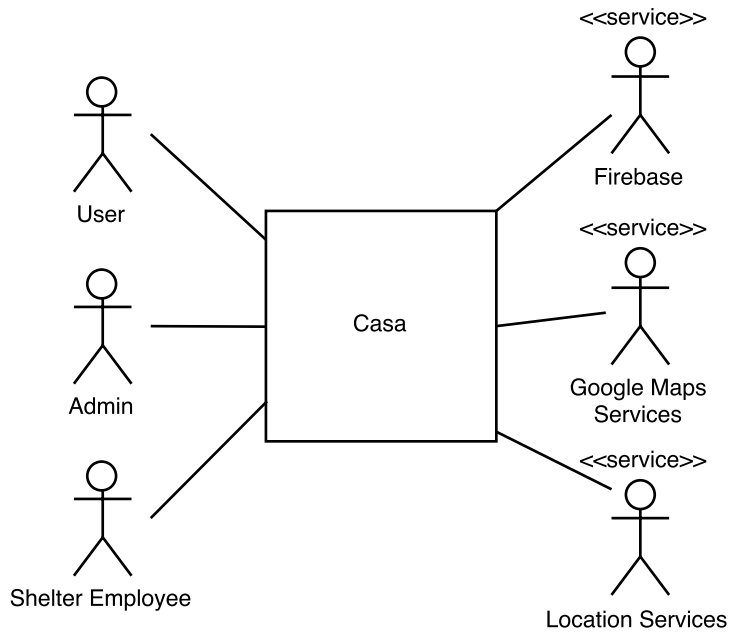 <<service>>
Firebase
User
<<service>>
Casa
Google Maps
Services
Admin
<<service>>
Shelter Employee
Location Services